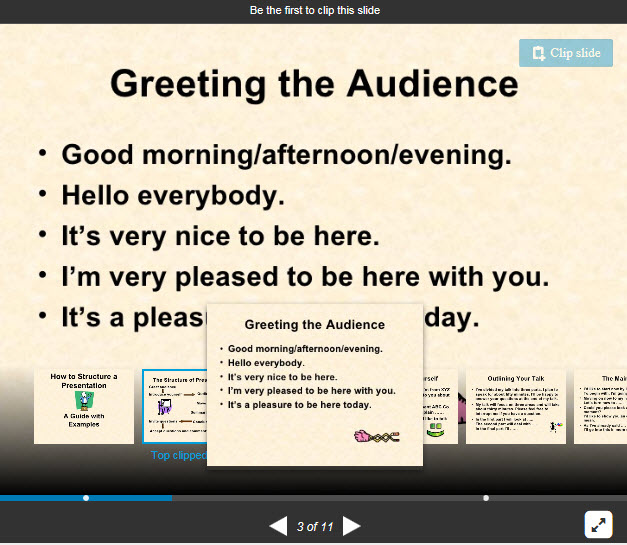 Be the first to clip this slide
Clip slide
Greeting the Audience
• Good morning/afternoon/evening.
• Hello everybody.
• It’s very nice to be here.
• I’m very pleased to be here with you.
• It’s a pleas day.
Greeting the Audience
• Good morning/afternoon/evening.
• Hello everybody.
• It’s very nice to be here.
• I’m very pleased to be here with you.
• It’s a pleasure to be here today.
How to Structure a
Presentation
A Guide with
Examples
The Structure of Pre
Top clipped
Outlining Your Talk
The Mai
3 of 11